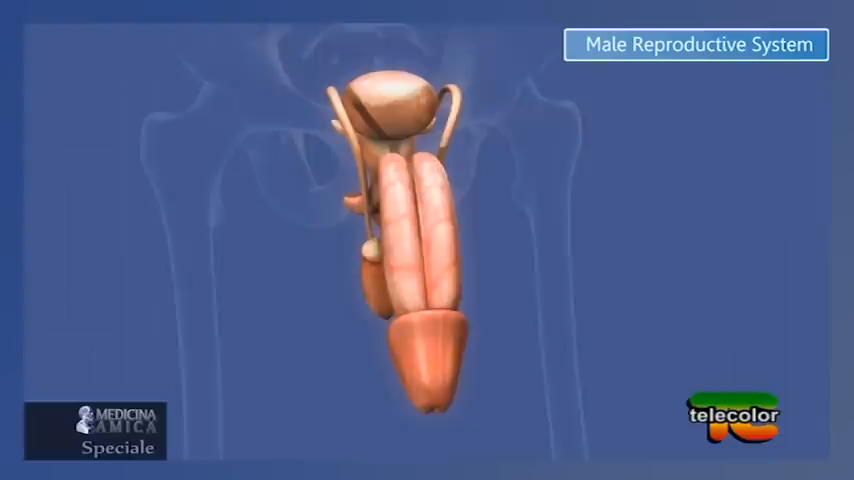 Male Reproductive System
MEDICINA
AMICA
Speciale
telecolor